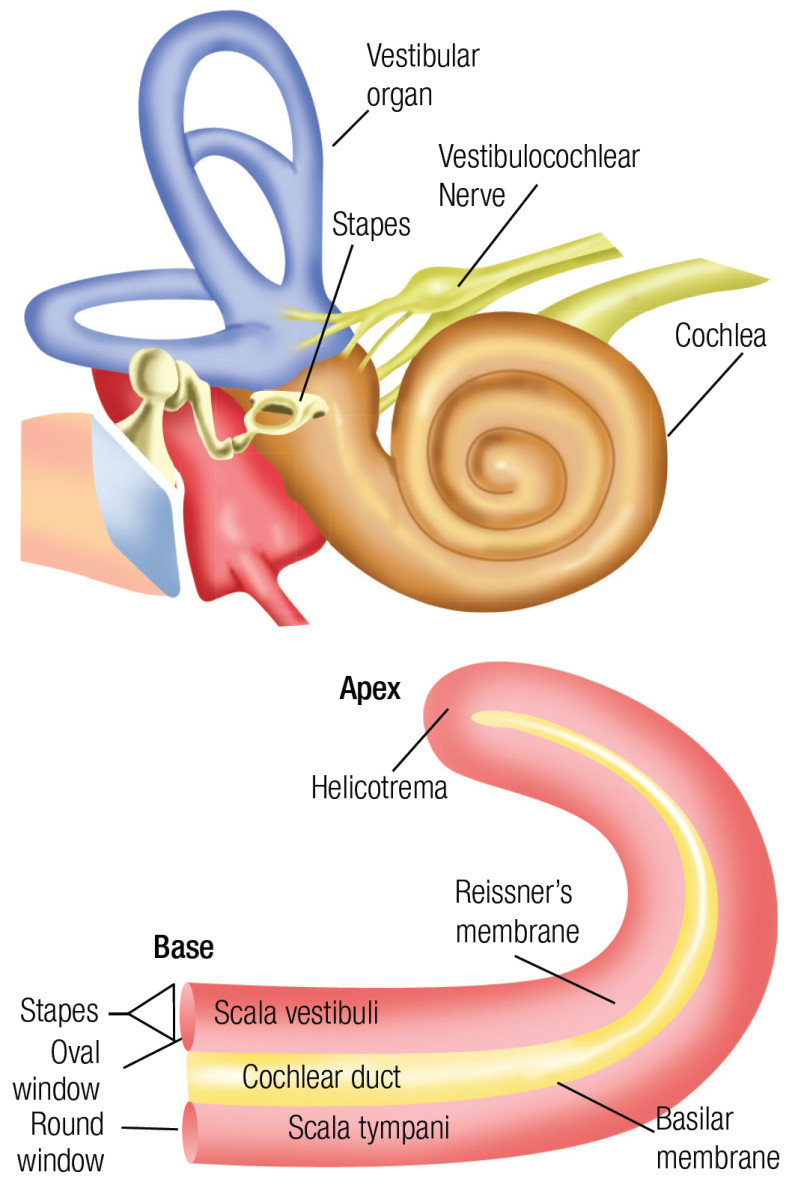 Vestibular
organ
Vestibulocochlear
Nerve
Stapes
Cochlea
Apex
Helicotrema
Reissner’s
membrane
Base
Stapes
Scala vestibuli
Oval
window
Cochlear duct
Round
window
Scala tympani
Basilar
membrane